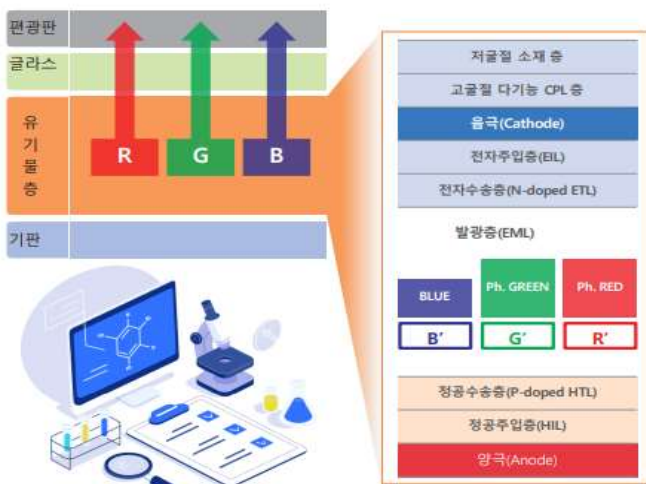 편광판
글라스
유
기
물
층
R
G
B
기판
저굴절 소재 층
고굴절 다기능 CPL 층
음극(Cathode)
전자주입층(EIL)
전자수송층(N-doped ETL)
발광층(EML)
BLUE
Ph. GREEN
Ph. RED
B′
G′
R′
정공수송층(P-doped HTL)
정공주입층(HIL)
양극(Anode)